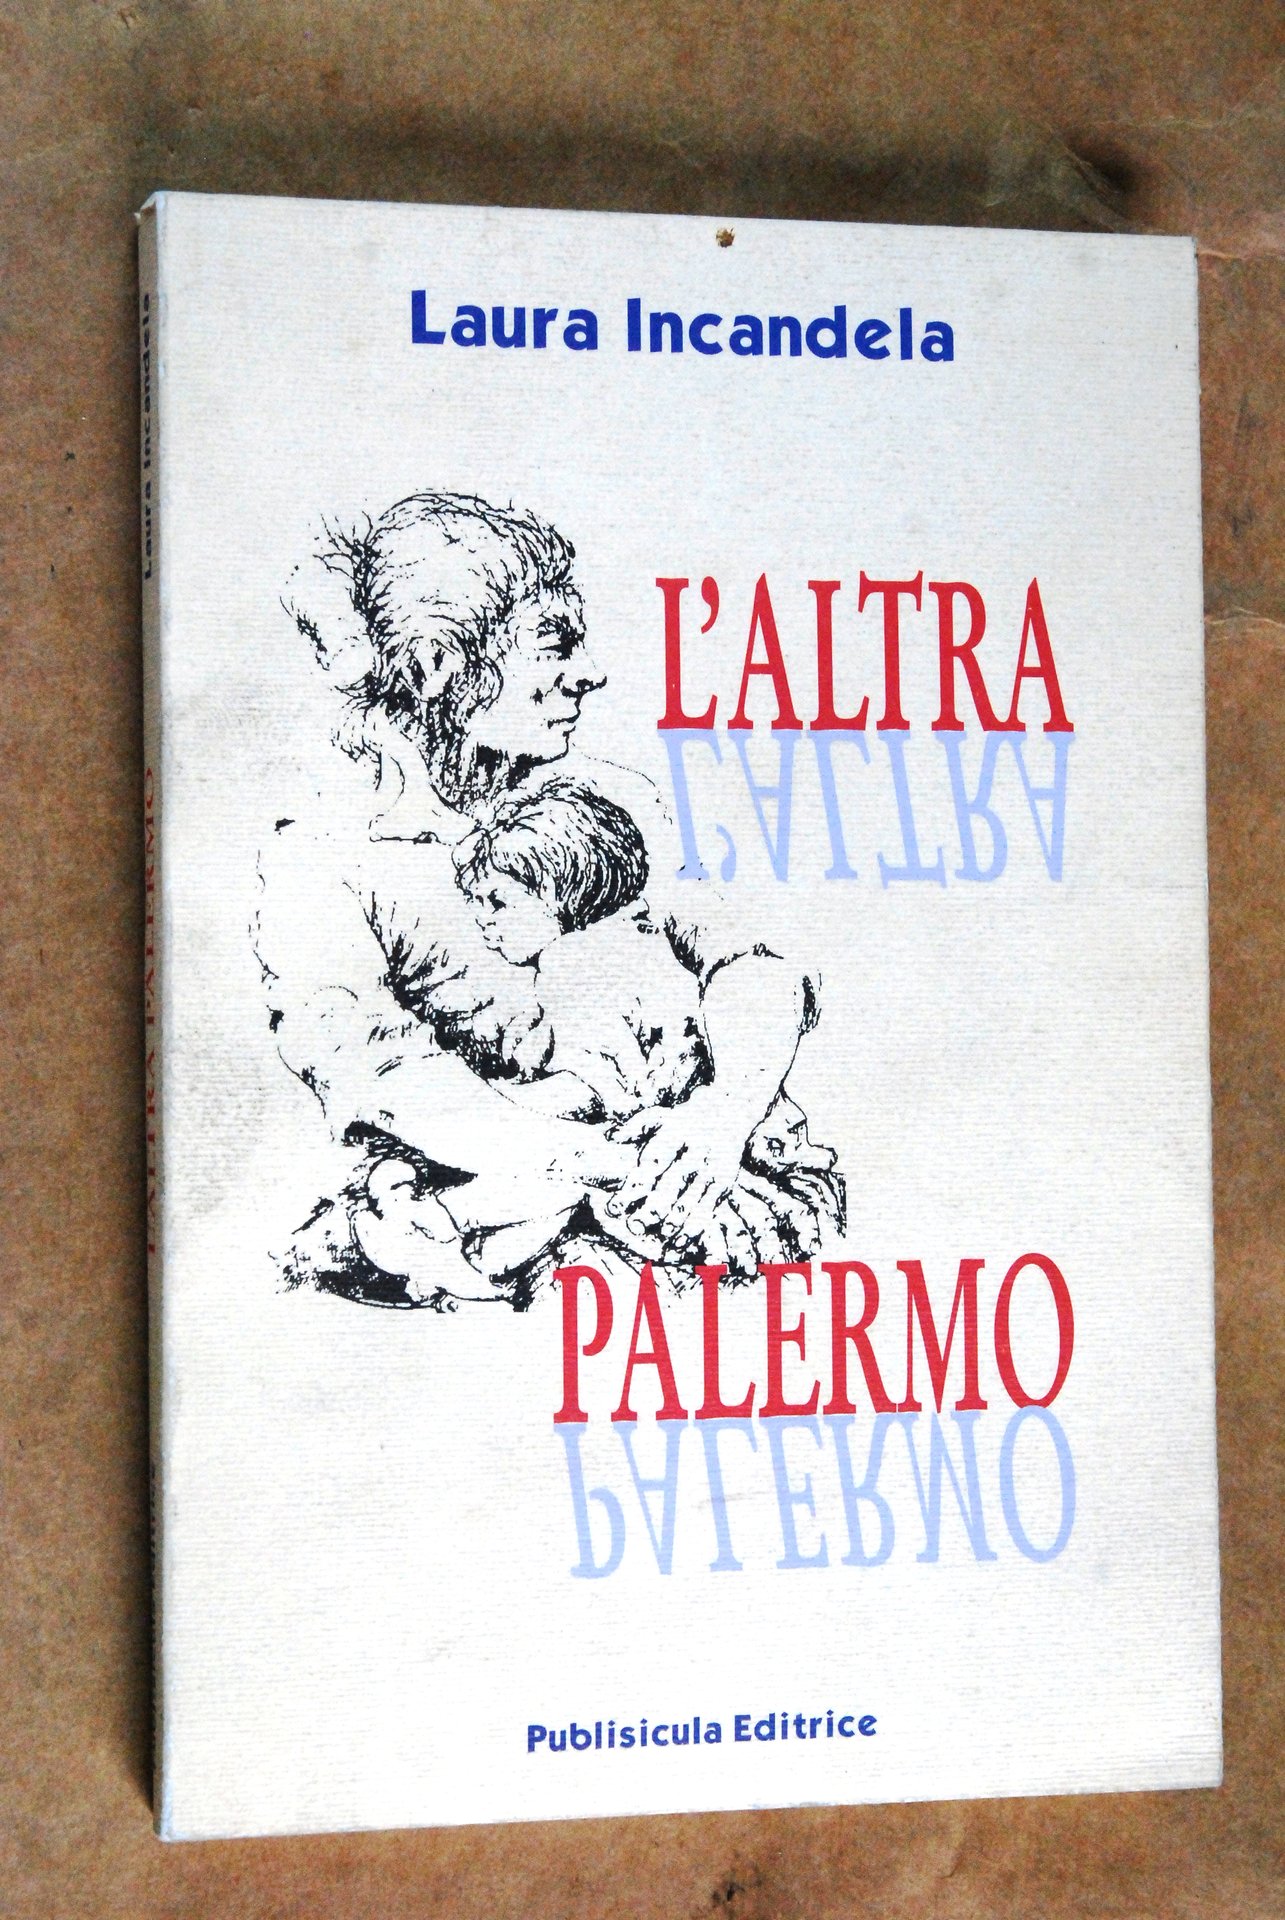 Laura Incandela
L'ALTRA
L'ALTRA
PALERMO
PALERMO
Publisicula Editrice
Laura Incandela
L'ALTRA PALERMO